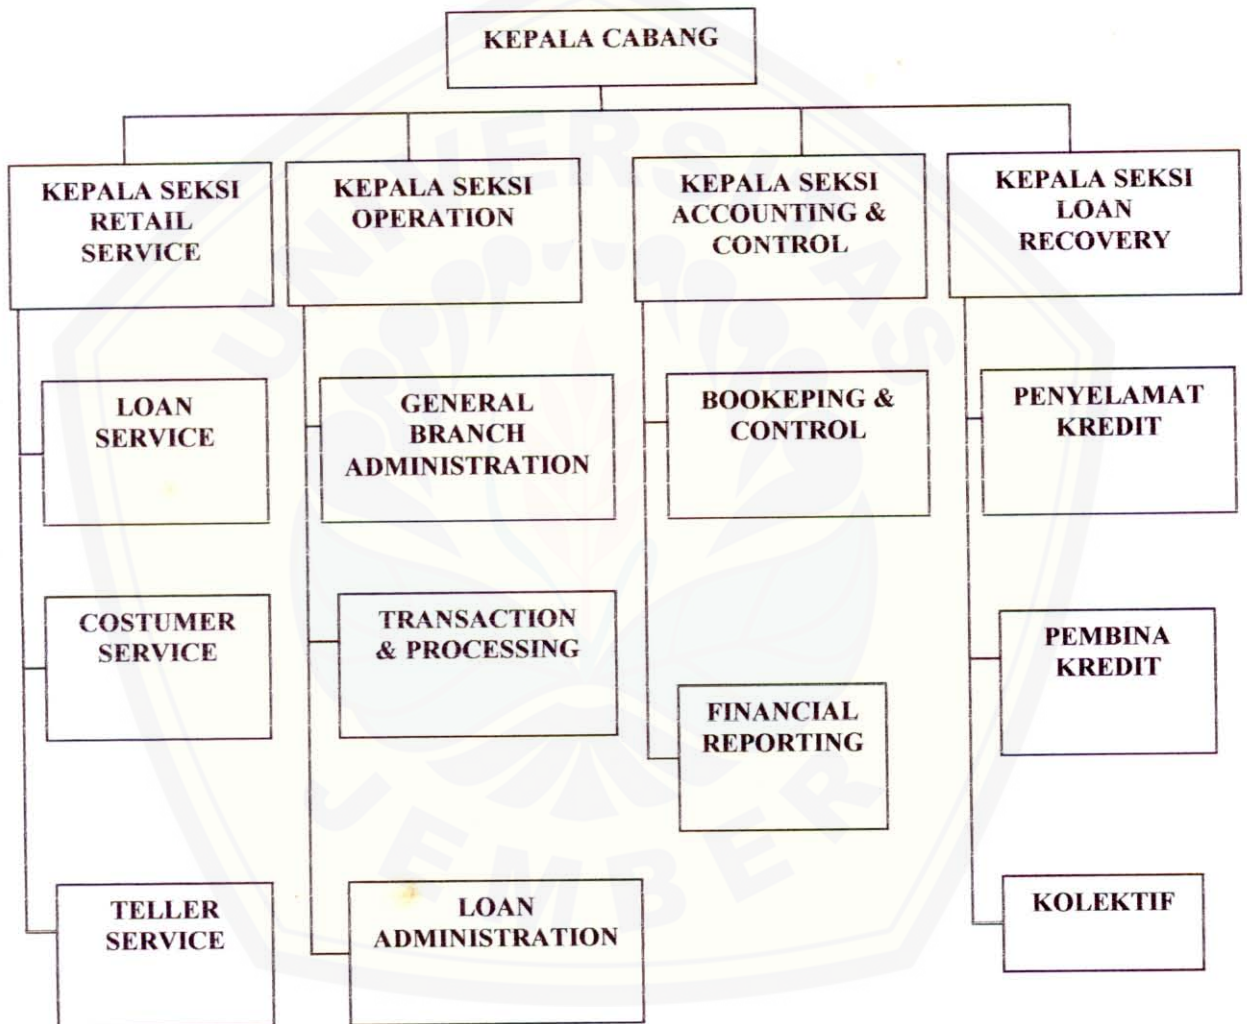 KEPALA CABANG
KEPALA SEKSI
RETAIL
SERVICE
KEPALA SEKSI
OPERATION
KEPALA SEKSI
ACCOUNTING &
CONTROL
KEPALA SEKSI
LOAN
RECOVERY
LOAN
SERVICE
GENERAL
BRANCH
ADMINISTRATION
BOOKEPING &
CONTROL
PENYELAMAT
KREDIT
COSTUMER
SERVICE
TRANSACTION
& PROCESSING
FINANCIAL
REPORTING
PEMBINA
KREDIT
TELLER
SERVICE
LOAN
ADMINISTRATION
KOLEKTIF
UNIVERSITAS
JEMBER